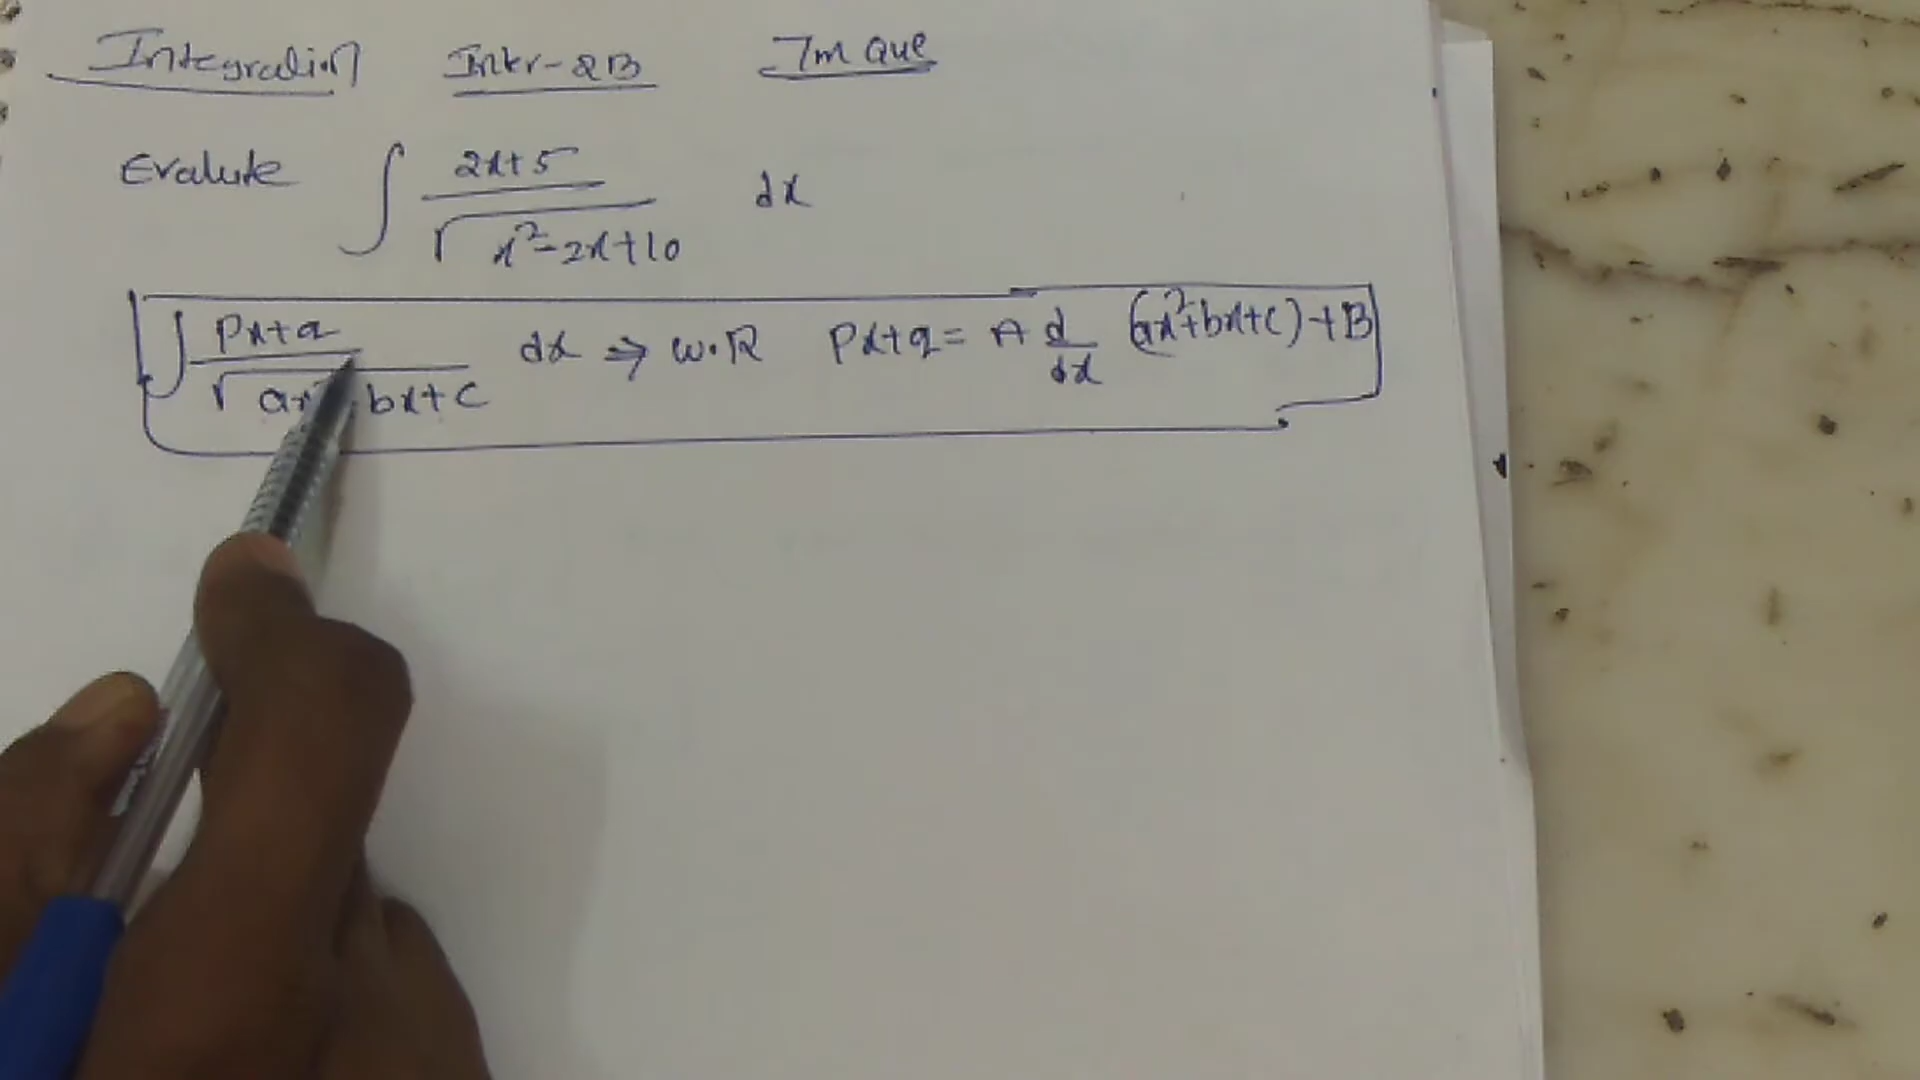 Integration Inter-2B 7m Que
Evalute ∫ 2x+5 / √x²-2x+10 dx
∫ Px+q / √ax²+bx+c dx ⇒ W.R Px+q = A d/dx (ax²+bx+c)+B